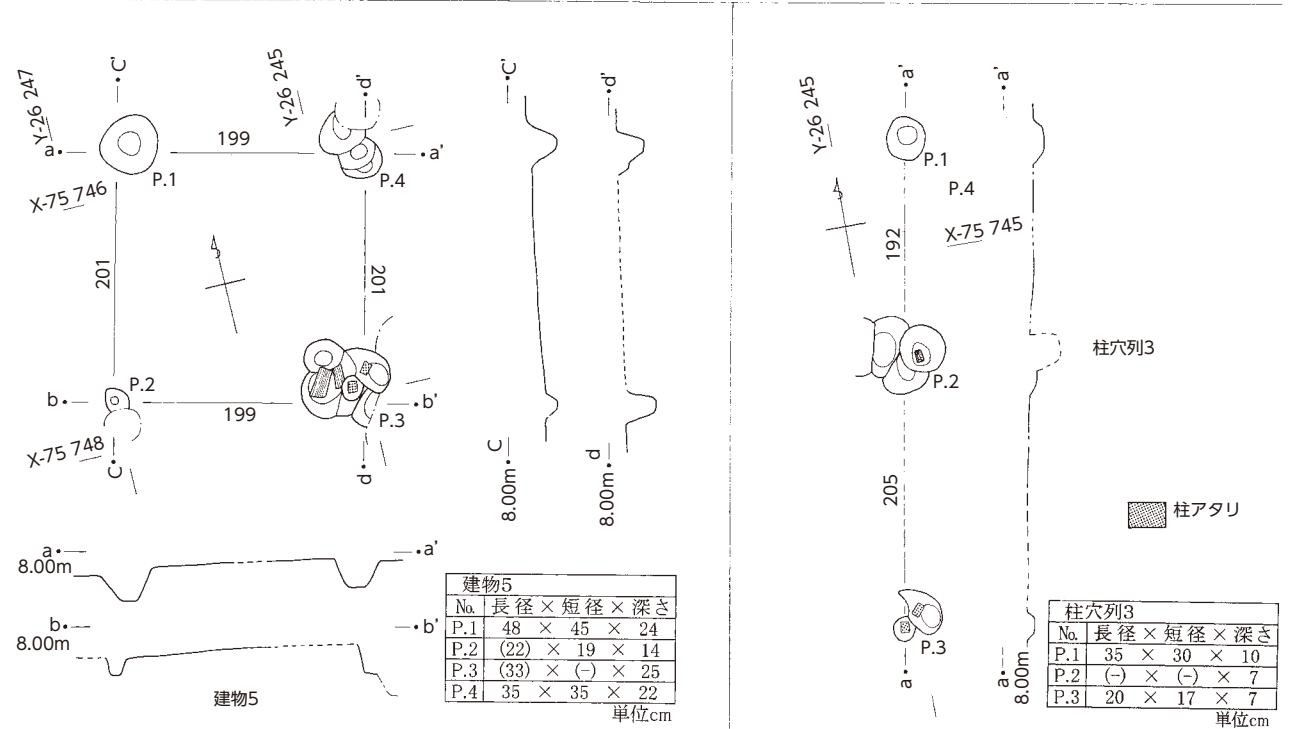 C'
Y-26 247
a
199
a'
P.1
P.4
X-75 746
Y-26 245
d'
201
201
P.2
b
199
b'
P.3
X-75 748
C
d
C'
d'
C
8.00m
d
8.00m
a
a'
8.00m
b
b'
8.00m
建物5
建物5
No. 長径×短径×深さ
P.1 48 × 45 × 24
P.2 (22) × 19 × 14
P.3 (33) × (-) × 25
P.4 35 × 35 × 22
単位cm
a'
a'
Y-26 245
P.1
P.4
X-75 745
192
P.2
柱穴列3
205
柱アタリ
P.3
a
a
8.00m
柱穴列3
No. 長径×短径×深さ
P.1 35 × 30 × 10
P.2 (-) × (-) × 7
P.3 20 × 17 × 7
単位cm